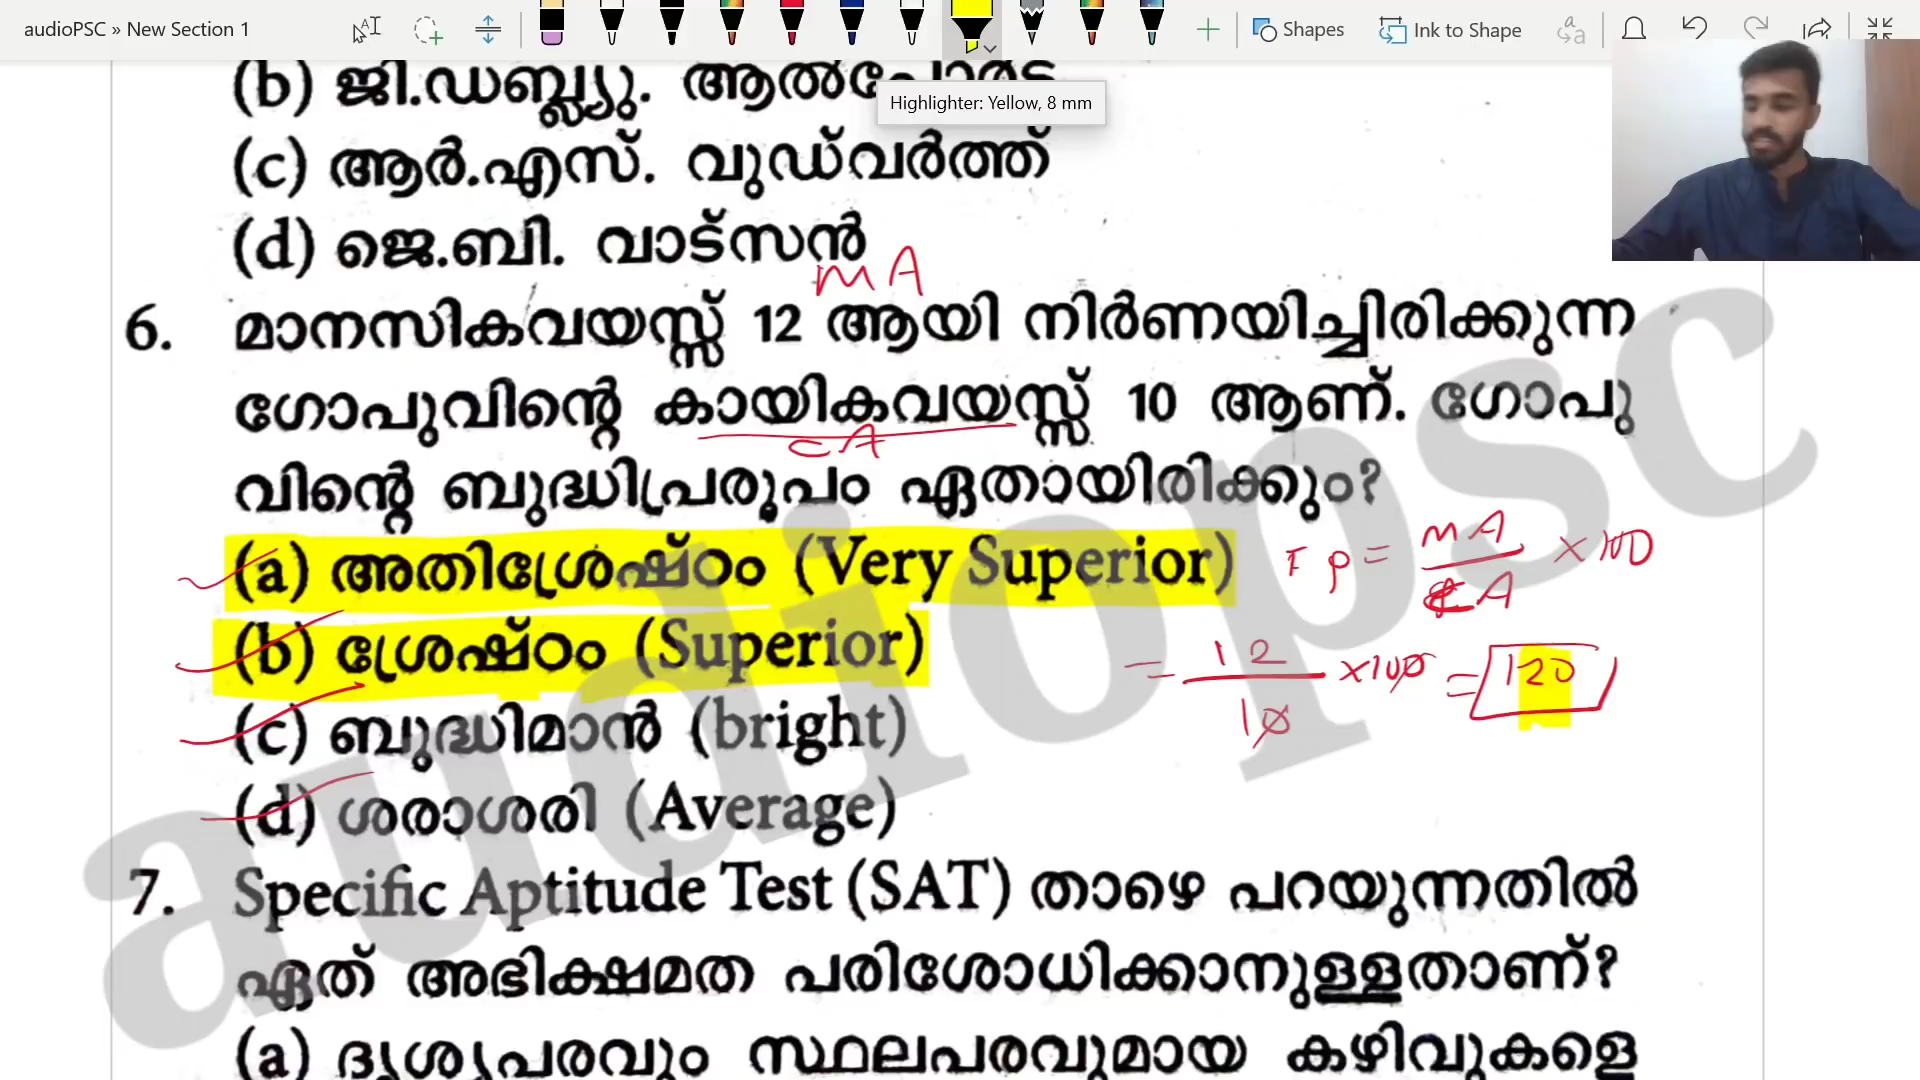 audioPSC » New Section 1
Shapes
Ink to Shape
Highlighter: Yellow, 8 mm
(b) ജി.ഡബ്ല്യു. ആൽപോർട്ട്
(c) ആർ.എസ്. വുഡ്‌വർത്ത്
(d) ജെ.ബി. വാട്സൻ
MA
6. മാനസികവയസ്സ് 12 ആയി നിർണയിച്ചിരിക്കുന്ന
ഗോപുവിന്റെ കായികവയസ്സ് 10 ആണ്. ഗോപു
CA
വിന്റെ ബുദ്ധിപ്രരൂപം ഏതായിരിക്കും?
(a) അതിശ്രേഷ്ഠം (Very Superior)
MA
= × 100
CA
(b) ശ്രേഷ്ഠം (Superior)
= 12 ×100 = 120
10
(c) ബുദ്ധിമാൻ (bright)
(d) ശരാശരി (Average)
7. Specific Aptitude Test (SAT) താഴെ പറയുന്നതിൽ
ഏത് അഭിക്ഷമത പരിശോധിക്കാനുള്ളതാണ്?
(a) ദൃശ്യപരവും സ്ഥലപരവുമായ കഴിവുകളെ
audiopsc